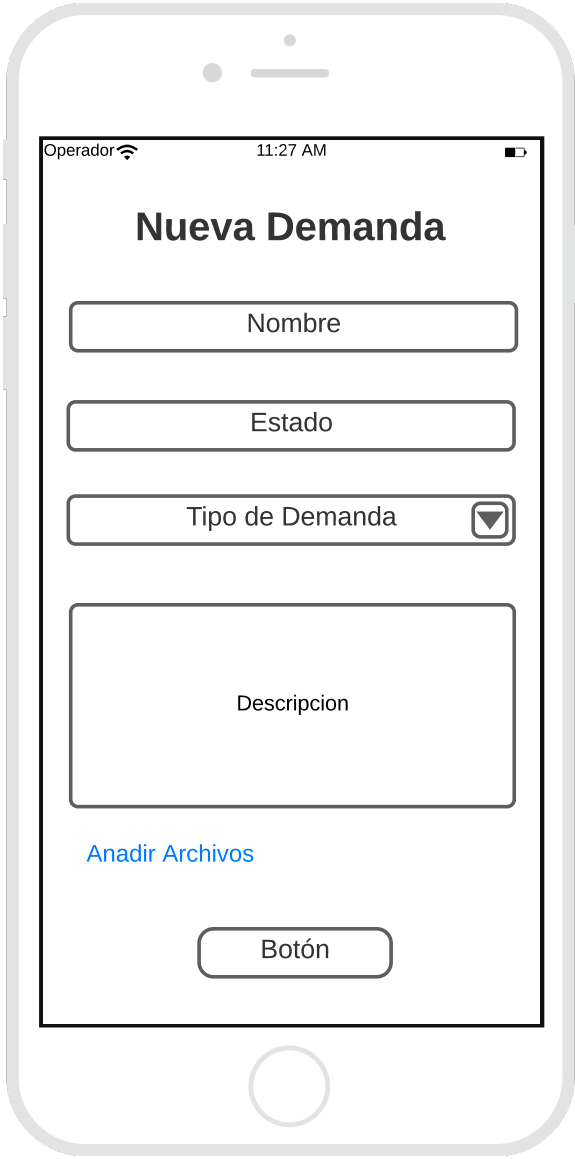 Operador 11:27 AM
Nueva Demanda
Nombre
Estado
Tipo de Demanda
Descripcion
Anadir Archivos
Botón